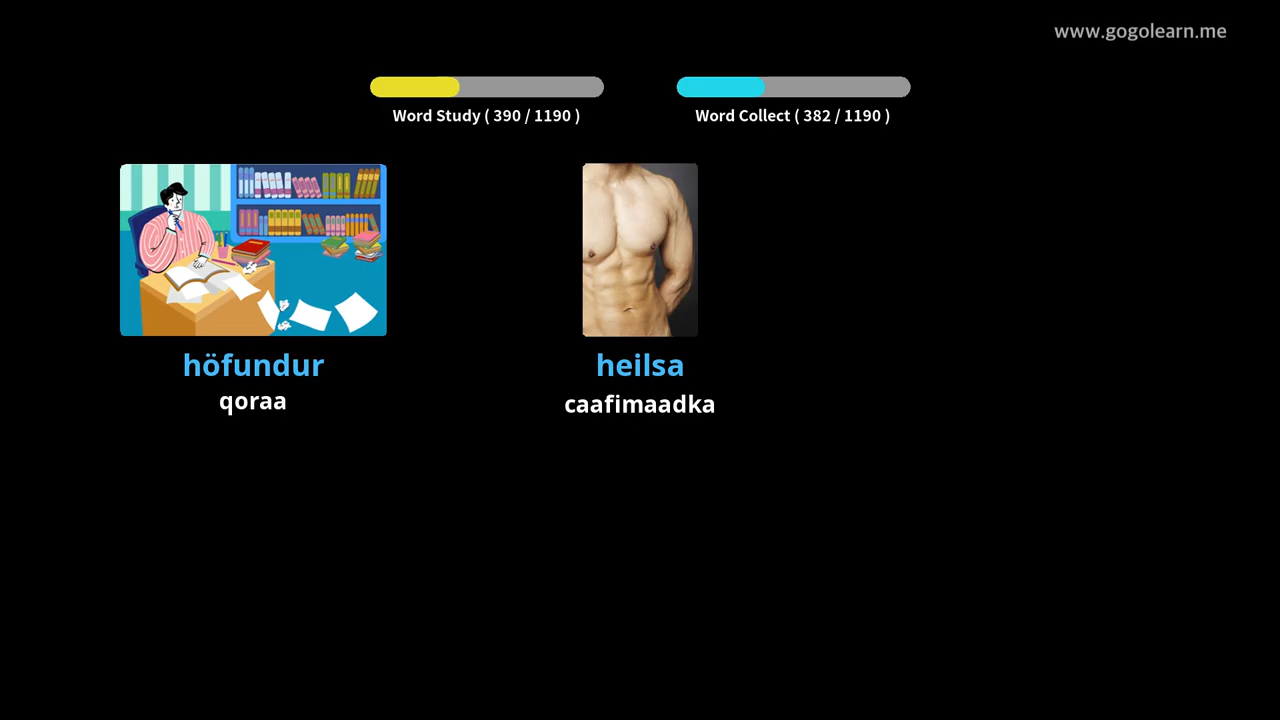 www.gogolearn.me
Word Study ( 390 / 1190 )
Word Collect ( 382 / 1190 )
höfundur
qoraa
heilsa
caafimaadka